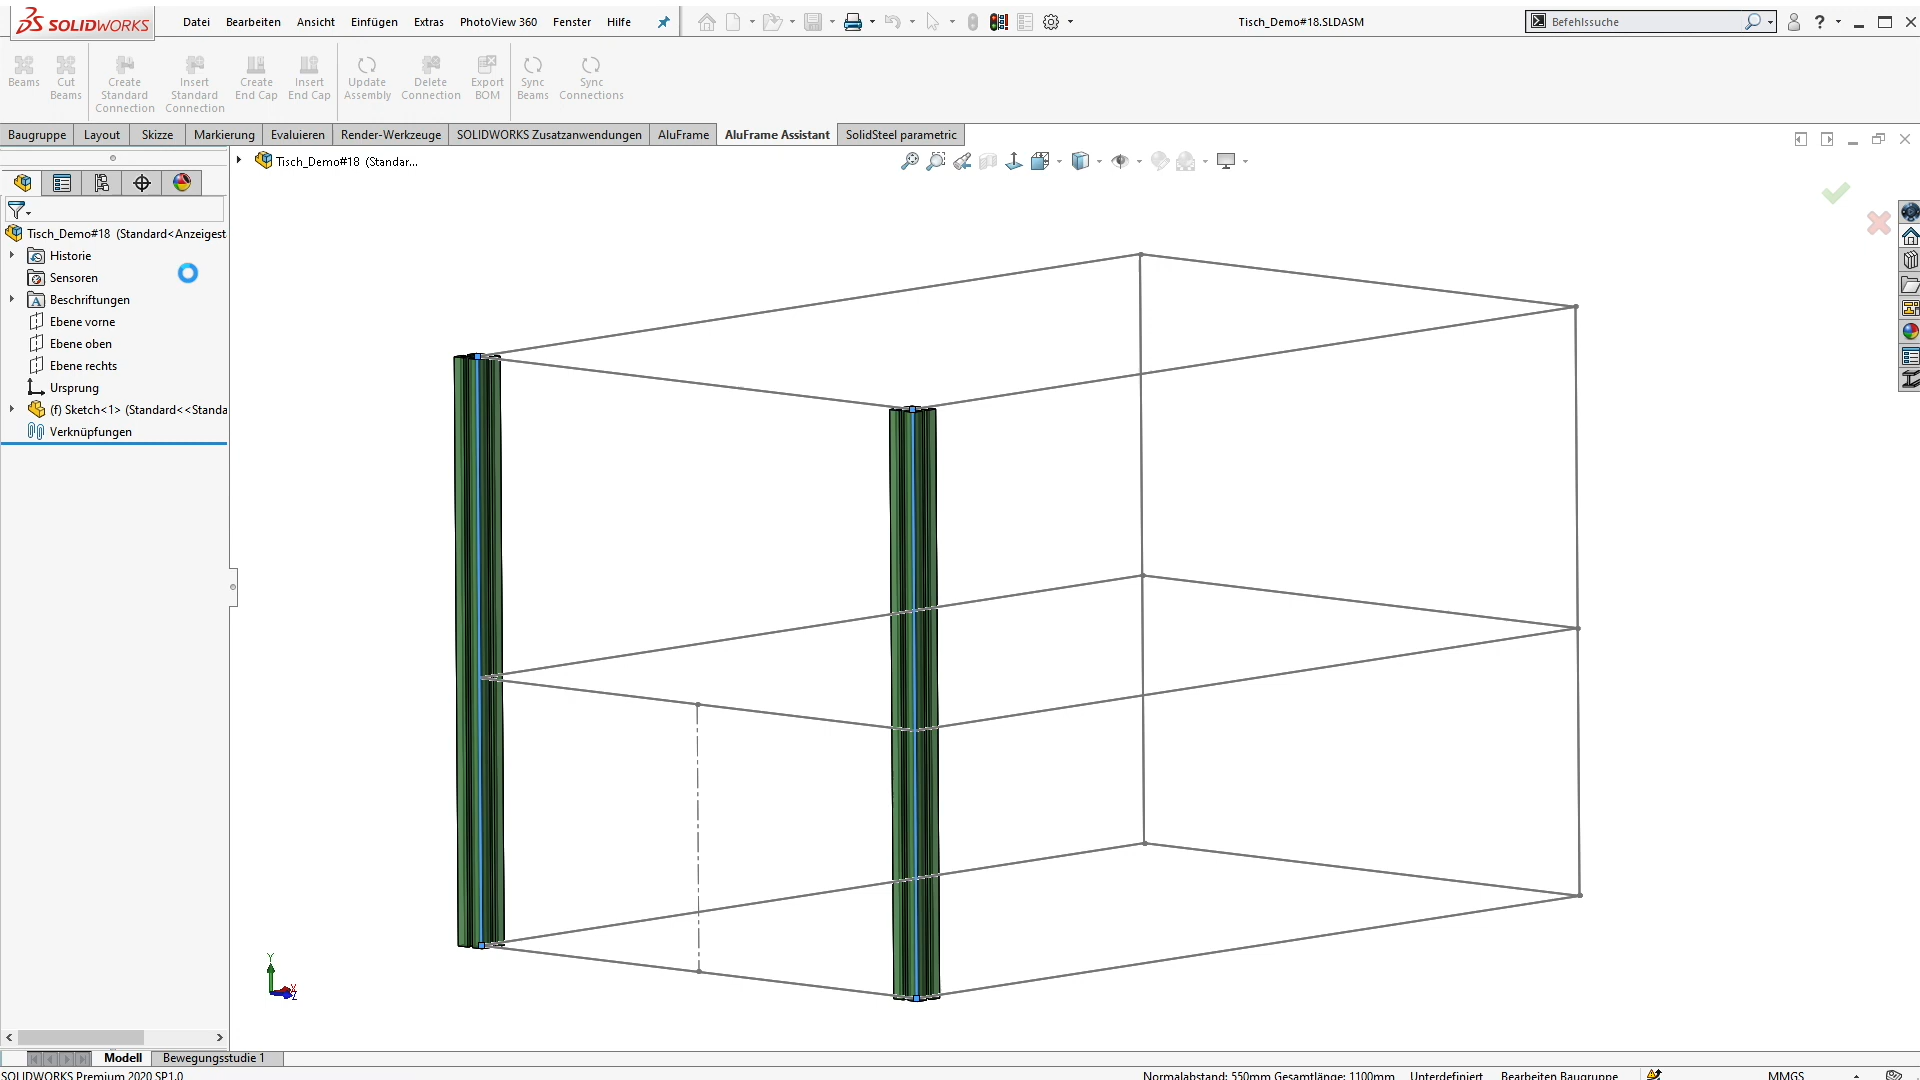 SOLIDWORKS
Datei Bearbeiten Ansicht Einfügen Extras PhotoView 360 Fenster Hilfe
Tisch_Demo#18.SLDASM
Befehlssuche
?
Beams
Cut Beams
Create Standard Connection
Insert Standard Connection
Create End Cap
Insert End Cap
Update Assembly
Delete Connection
Export BOM
Sync Beams
Sync Connections
Baugruppe Layout Skizze Markierung Evaluieren Render-Werkzeuge SOLIDWORKS Zusatzanwendungen AluFrame AluFrame Assistant SolidSteel parametric
Tisch_Demo#18 (Standar...
Tisch_Demo#18 (Standard<Anzeigest
Historie
Sensoren
Beschriftungen
Ebene vorne
Ebene oben
Ebene rechts
Ursprung
(f) Sketch<1> (Standard<<Standa
Verknüpfungen
Y
X
Z
Modell Bewegungsstudie 1
SOLIDWORKS Premium 2020 SP1.0
Normalabstand: 550mm Gesamtlänge: 1100mm Unterdefiniert Bearbeiten Baugruppe MMGS